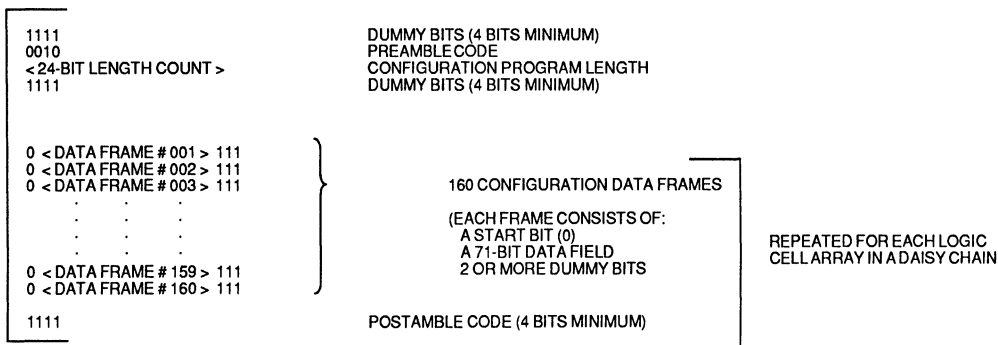 1111 DUMMY BITS (4 BITS MINIMUM)
0010 PREAMBLE CODE
< 24-BIT LENGTH COUNT > CONFIGURATION PROGRAM LENGTH
1111 DUMMY BITS (4 BITS MINIMUM)
0 < DATA FRAME # 001 > 111
0 < DATA FRAME # 002 > 111
0 < DATA FRAME # 003 > 111
. . .
. . .
. . .
. . .
0 < DATA FRAME # 159 > 111
0 < DATA FRAME # 160 > 111
160 CONFIGURATION DATA FRAMES
(EACH FRAME CONSISTS OF:
A START BIT (0)
A 71-BIT DATA FIELD
2 OR MORE DUMMY BITS
REPEATED FOR EACH LOGIC
CELL ARRAY IN A DAISY CHAIN
1111 POSTAMBLE CODE (4 BITS MINIMUM)